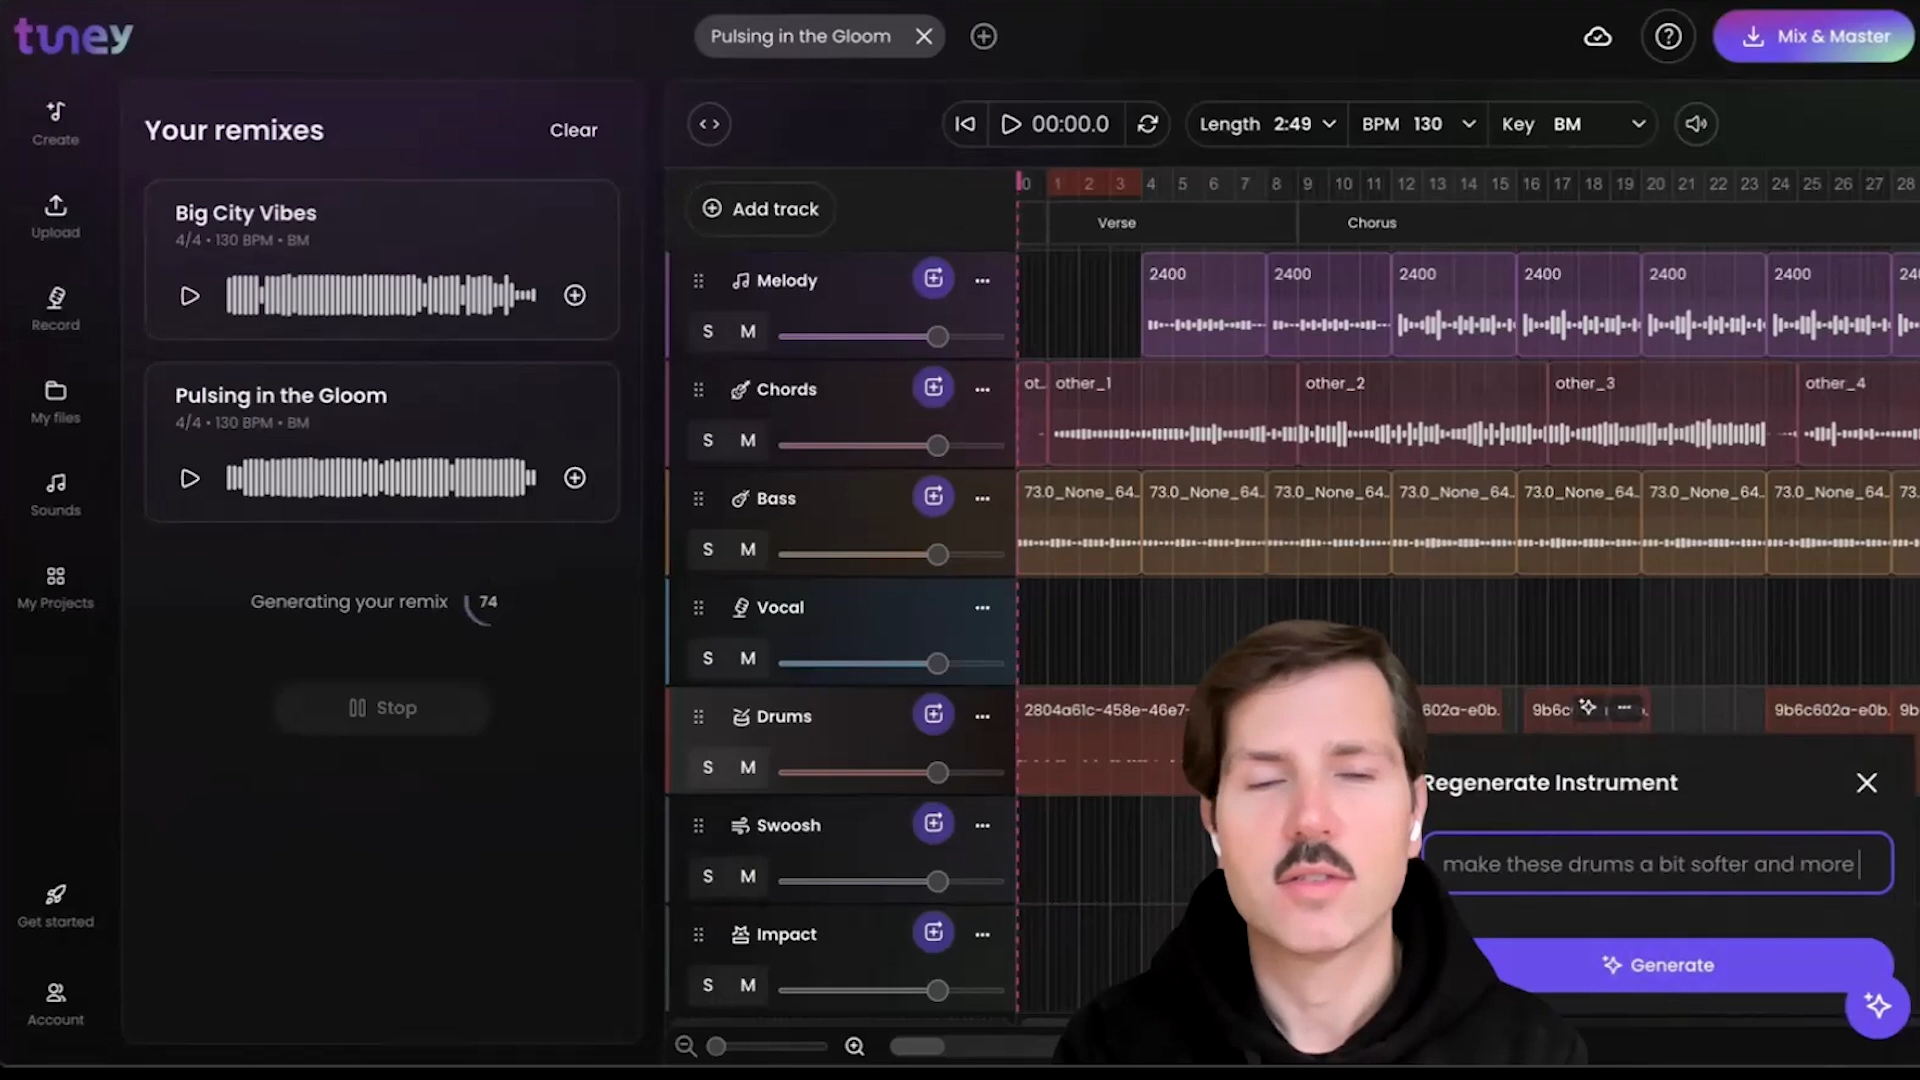 tuney
Pulsing in the Gloom
Mix & Master
Create
Upload
Record
My files
Sounds
My Projects
Get started
Account
Your remixes
Clear
Big City Vibes
4/4 • 130 BPM • BM
Pulsing in the Gloom
4/4 • 130 BPM • BM
Generating your remix 74
Stop
00:00.0
Length 2:49
BPM 130
Key BM
Add track
0 1 2 3 4 5 6 7 8 9 10 11 12 13 14 15 16 17 18 19 20 21 22 23 24 25 26 27 28
Verse Chorus
Melody
S M
2400 2400 2400 2400 2400 2400 240
Chords
S M
ot... other_1 other_2 other_3 other_4
Bass
S M
73.0_None_64... 73.0_None_64... 73.0_None_64... 73.0_None_64... 73.0_None_64... 73.0_None_64... 73.0_None_64... 73.
Vocal
S M
Drums
S M
2804a61c-458e-46e7- 602a-e0b. 9b6c 9b6c602a-e0b. 9b
Swoosh
S M
Impact
S M
Regenerate Instrument
make these drums a bit softer and more
Generate